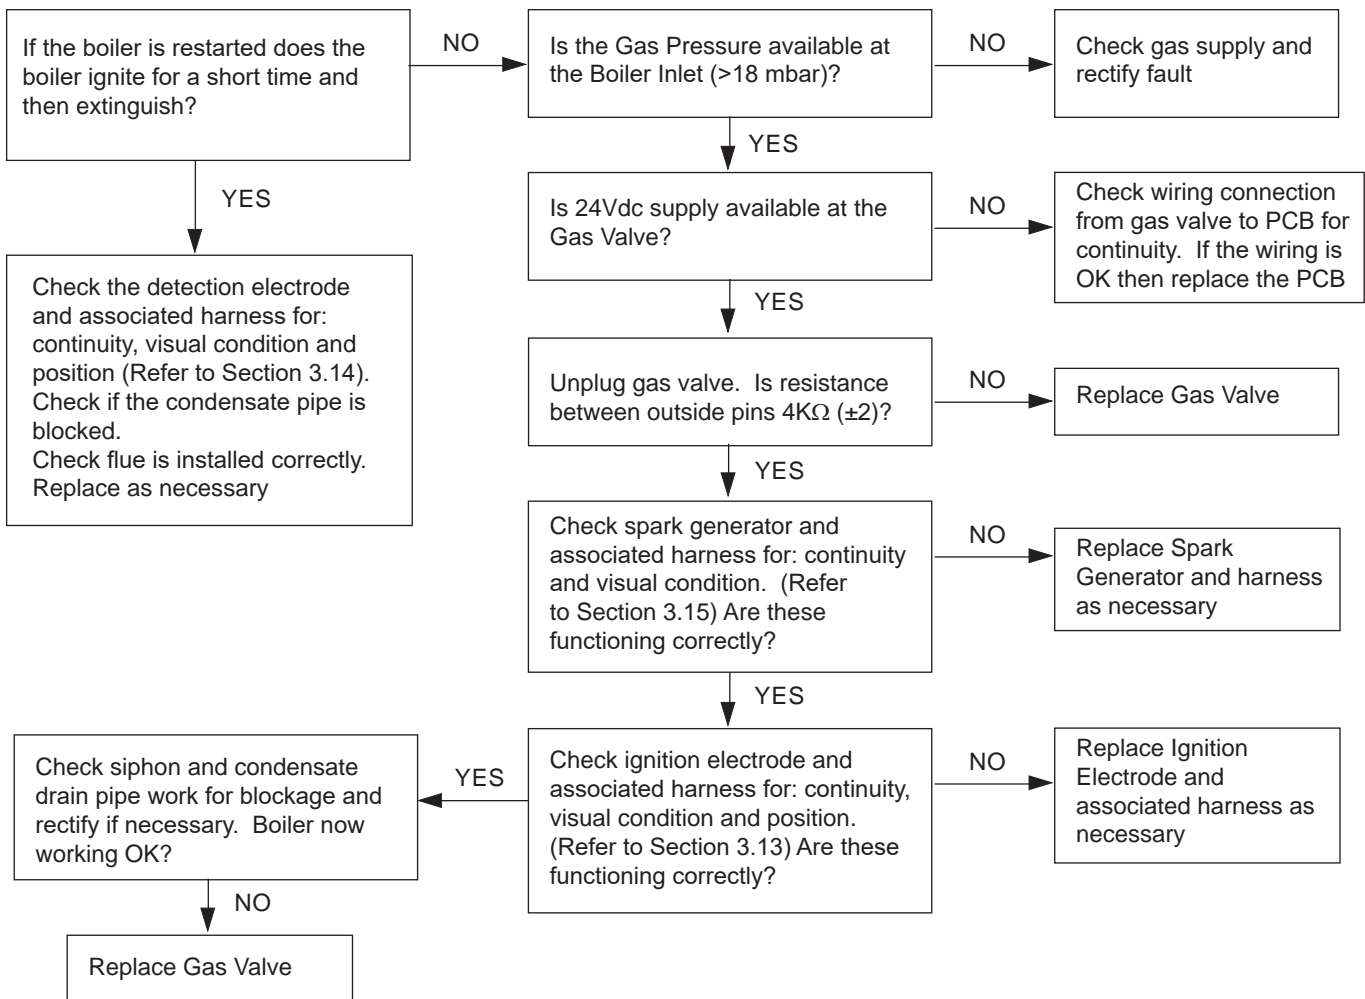 If the boiler is restarted does the
boiler ignite for a short time and
then extinguish?
NO
Is the Gas Pressure available at
the Boiler Inlet (>18 mbar)?
NO
Check gas supply and
rectify fault
YES
YES
Check the detection electrode
and associated harness for:
continuity, visual condition and
position (Refer to Section 3.14).
Check if the condensate pipe is
blocked.
Check flue is installed correctly.
Replace as necessary
Is 24Vdc supply available at the
Gas Valve?
NO
Check wiring connection
from gas valve to PCB for
continuity.  If the wiring is
OK then replace the PCB
YES
Unplug gas valve.  Is resistance
between outside pins 4KΩ (±2)?
NO
Replace Gas Valve
YES
Check spark generator and
associated harness for: continuity
and visual condition.  (Refer
to Section 3.15) Are these
functioning correctly?
NO
Replace Spark
Generator and harness
as necessary
YES
Check ignition electrode and
associated harness for: continuity,
visual condition and position.
(Refer to Section 3.13) Are these
functioning correctly?
NO
Replace Ignition
Electrode and
associated harness as
necessary
YES
Check siphon and condensate
drain pipe work for blockage and
rectify if necessary.  Boiler now
working OK?
NO
Replace Gas Valve